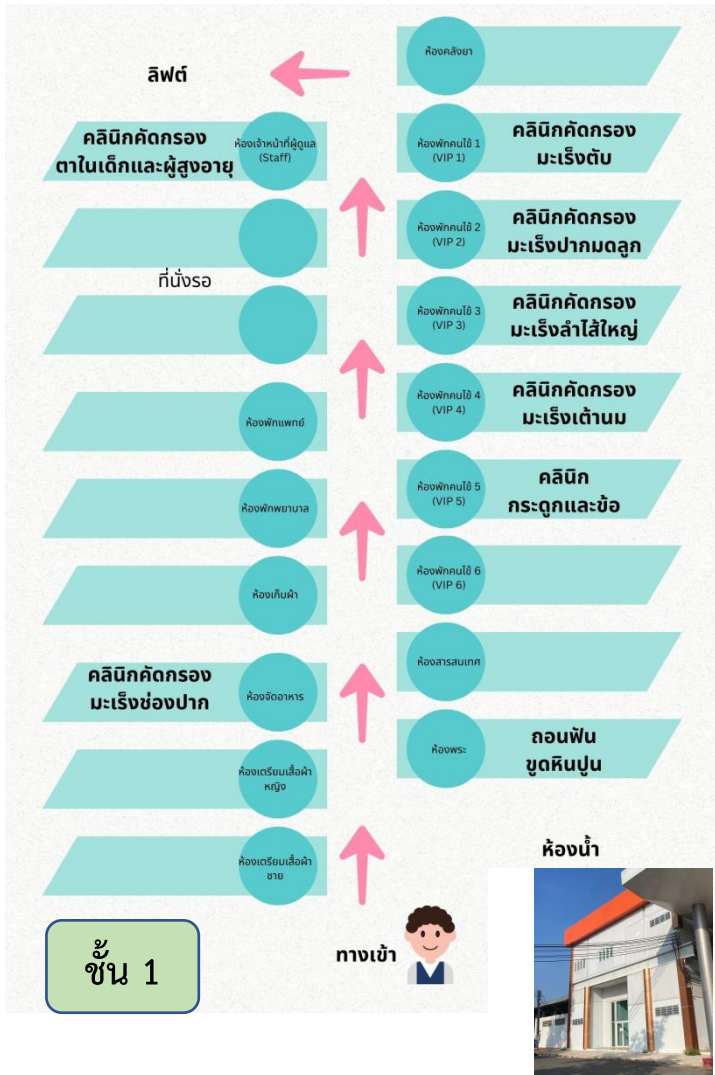 ลิฟต์
คลินิกคัดกรอง
ตาในเด็กและผู้สูงอายุ
ห้องเจ้าหน้าที่ผู้ดูแล
(Staff)
ที่นั่งรอ
ห้องพักแพทย์
ห้องพักพยาบาล
ห้องเก็บผ้า
คลินิกคัดกรอง
มะเร็งช่องปาก
ห้องจัดอาหาร
ห้องเตรียมเสื้อผ้า
หญิง
ห้องเตรียมเสื้อผ้า
ชาย
ห้องคลังยา
ห้องพักคนไข้ 1
(VIP 1)
คลินิกคัดกรอง
มะเร็งตับ
ห้องพักคนไข้ 2
(VIP 2)
คลินิกคัดกรอง
มะเร็งปากมดลูก
ห้องพักคนไข้ 3
(VIP 3)
คลินิกคัดกรอง
มะเร็งลำไส้ใหญ่
ห้องพักคนไข้ 4
(VIP 4)
คลินิกคัดกรอง
มะเร็งเต้านม
ห้องพักคนไข้ 5
(VIP 5)
คลินิก
กระดูกและข้อ
ห้องพักคนไข้ 6
(VIP 6)
ห้องสารสนเทศ
ห้องพระ
ถอนฟัน
ขูดหินปูน
ห้องน้ำ
ทางเข้า
ชั้น 1